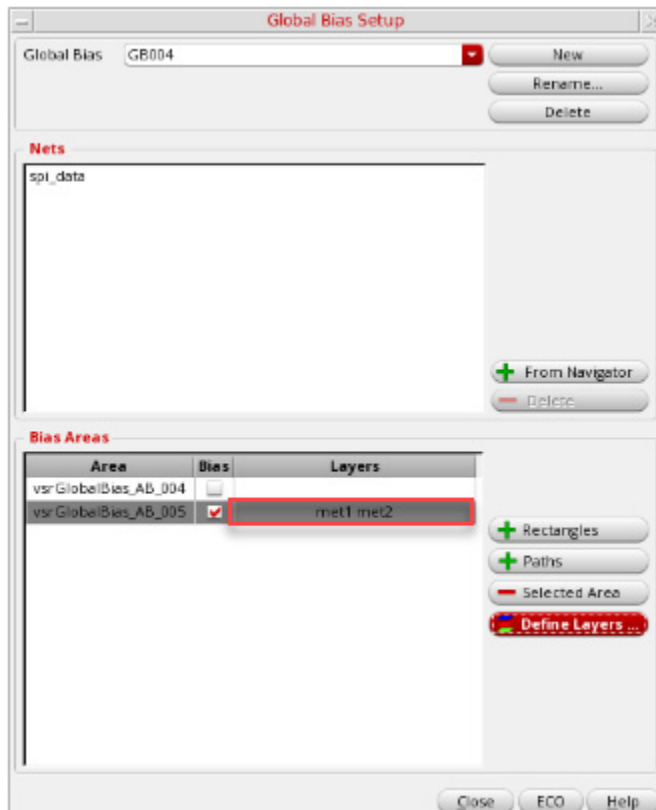 Global Bias Setup
Global Bias GB004 New
Rename...
Delete
Nets
spi_data
From Navigator
Delete
Bias Areas
Area Bias Layers
vsrGlobalBias_AB_004
vsrGlobalBias_AB_005 met1 met2
Rectangles
Paths
Selected Area
Define Layers ...
Close ECO Help